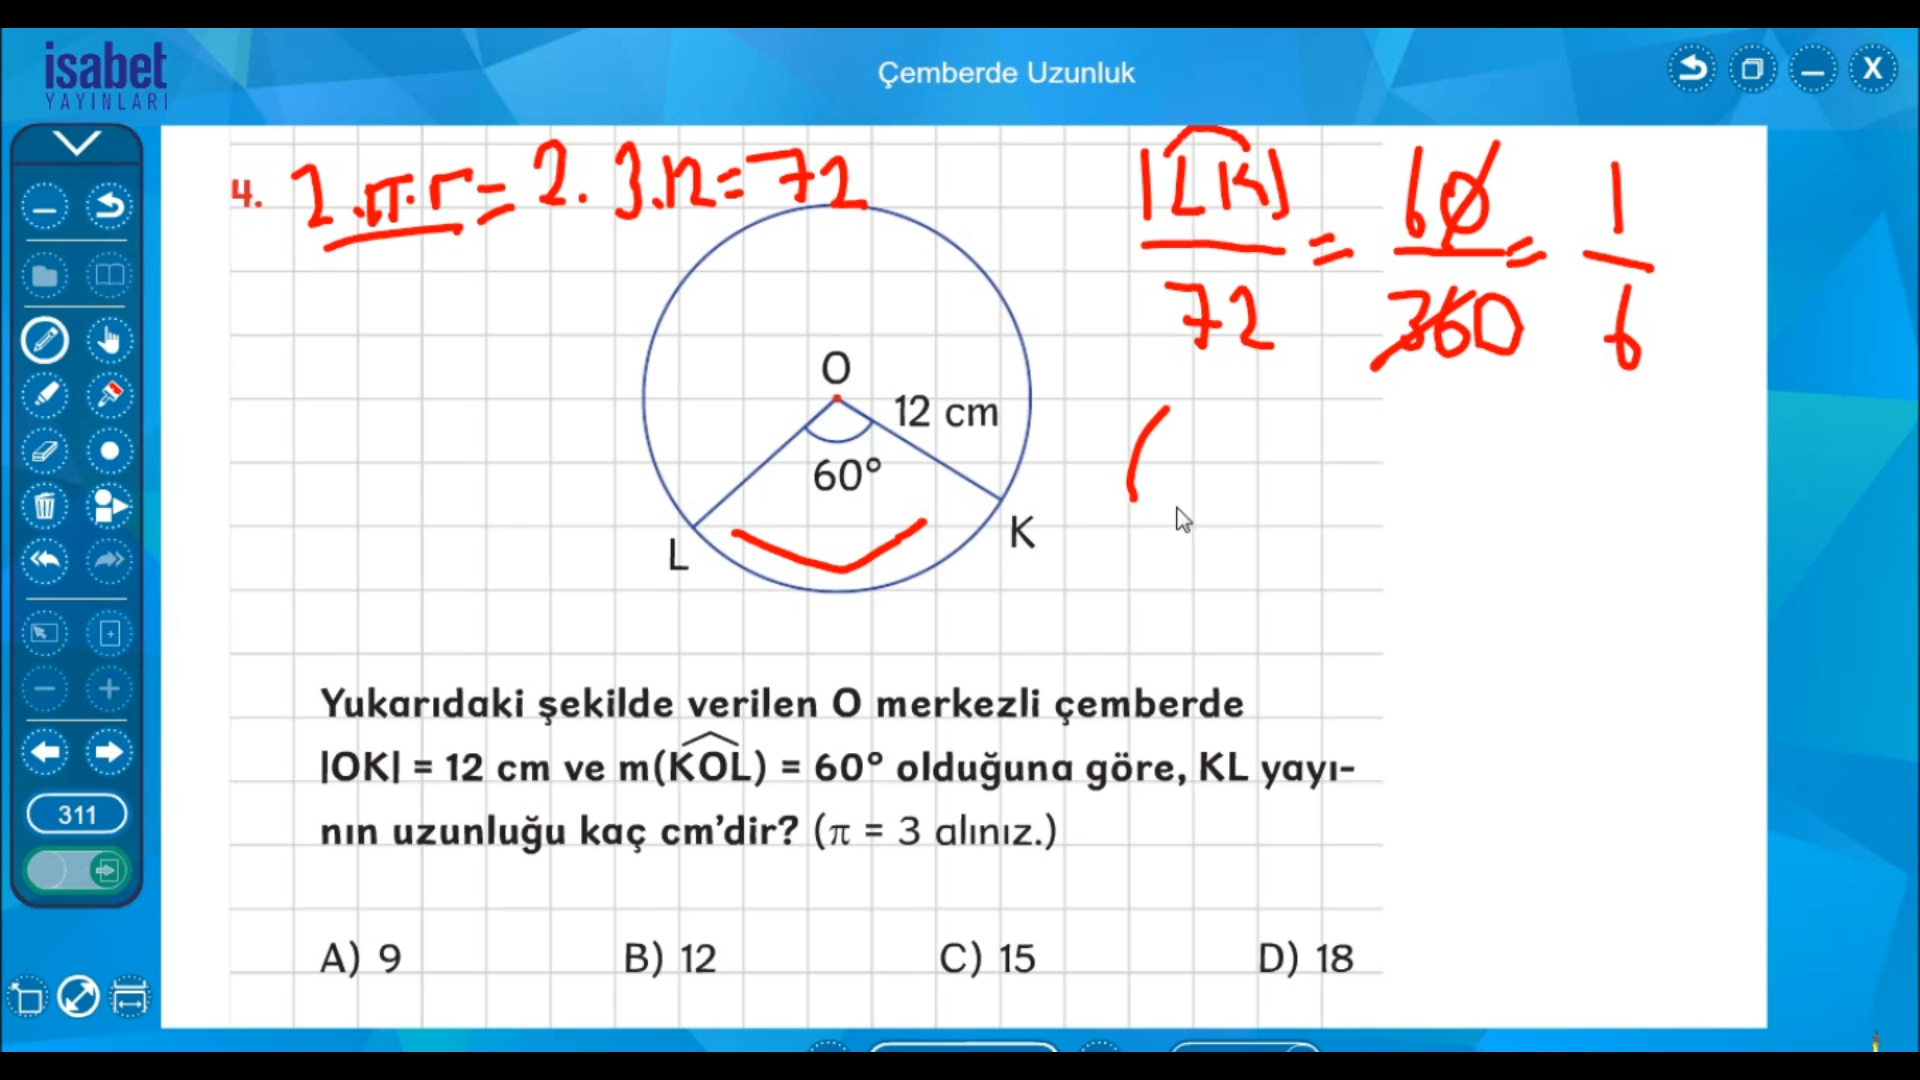 isabet
YAYINLARI
Çemberde Uzunluk
X
4. 2.π.r = 2.3.12=72
|LK| / 72 = 60 / 360 = 1 / 6
O
12 cm
60°
L
K
Yukarıdaki şekilde verilen O merkezli çemberde
|OK| = 12 cm ve m(KOL) = 60° olduğuna göre, KL yayı-
nın uzunluğu kaç cm'dir? (π = 3 alınız.)
A) 9 B) 12 C) 15 D) 18
311